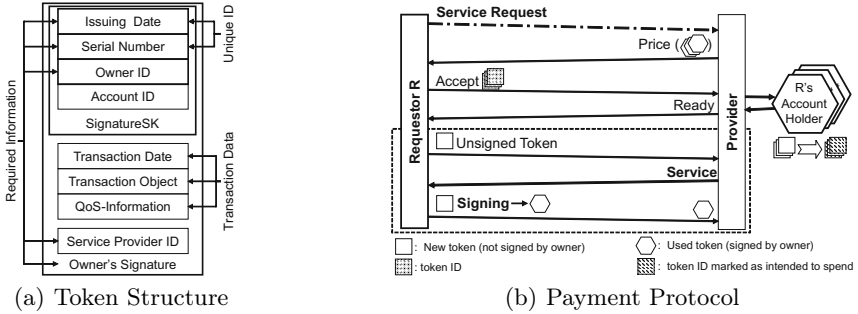 Required Information
Issuing Date
Serial Number
Owner ID
Account ID
SignatureSK
Unique ID
Transaction Date
Transaction Object
QoS-Information
Transaction Data
Service Provider ID
Owner's Signature
(a) Token Structure
Requestor R
Service Request
Price (
)
Accept
Ready
Unsigned Token
Service
Signing
Provider
R's
Account
Holder
: New token (not signed by owner)
: Used token (signed by owner)
: token ID
: token ID marked as intended to spend
(b) Payment Protocol